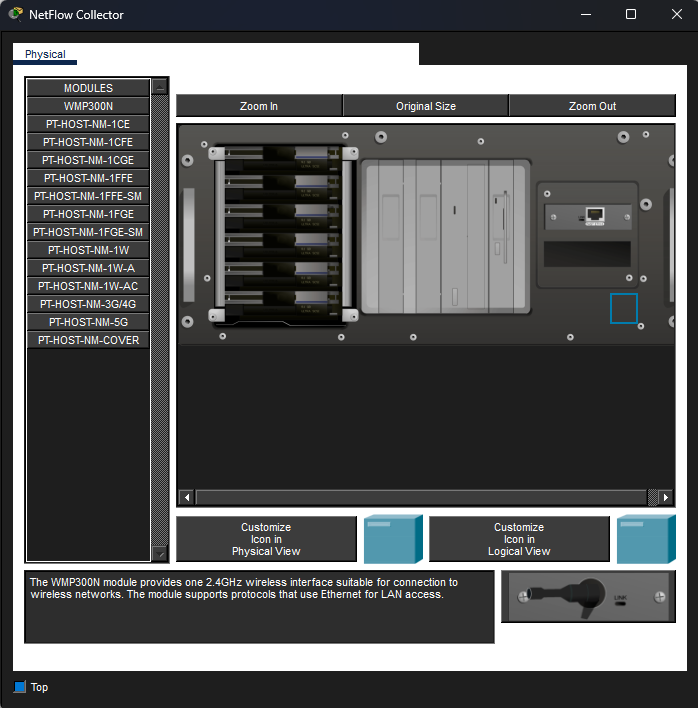 NetFlow Collector
Physical
MODULES
WMP300N
PT-HOST-NM-1CE
PT-HOST-NM-1CFE
PT-HOST-NM-1CGE
PT-HOST-NM-1FFE
PT-HOST-NM-1FFE-SM
PT-HOST-NM-1FGE
PT-HOST-NM-1FGE-SM
PT-HOST-NM-1W
PT-HOST-NM-1W-A
PT-HOST-NM-1W-AC
PT-HOST-NM-3G/4G
PT-HOST-NM-5G
PT-HOST-NM-COVER
Zoom In
Original Size
Zoom Out
Customize
Icon in
Physical View
Customize
Icon in
Logical View
The WMP300N module provides one 2.4GHz wireless interface suitable for connection to
wireless networks. The module supports protocols that use Ethernet for LAN access.
LINK
Top